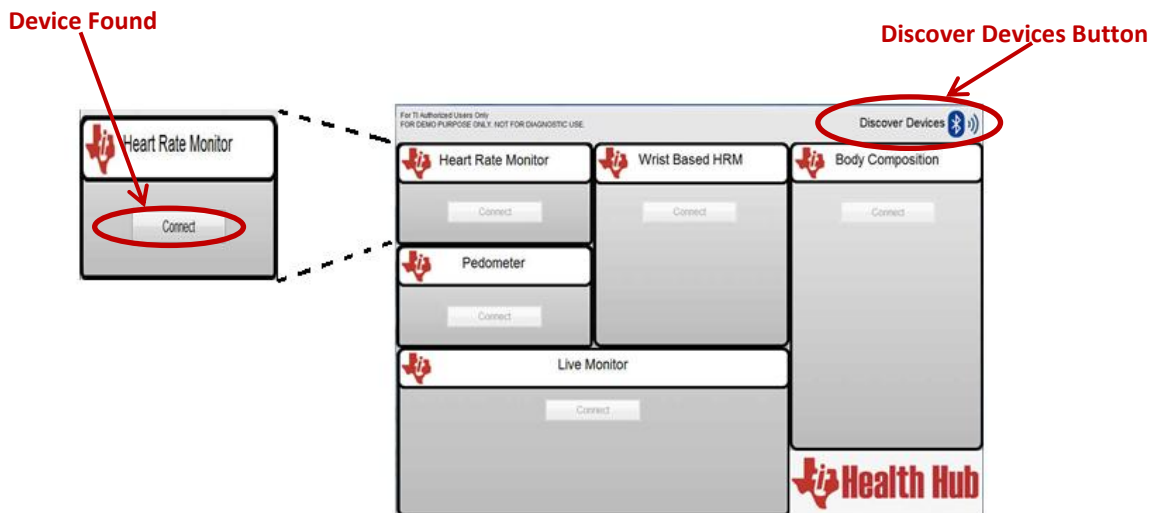 Device Found
Discover Devices Button
Heart Rate Monitor
Connect
For TI Authorized Users Only
FOR DEMO PURPOSE ONLY. NOT FOR DIAGNOSTIC USE.
Discover Devices
Heart Rate Monitor
Connect
Wrist Based HRM
Connect
Body Composition
Connect
Pedometer
Connect
Live Monitor
Connect
Health Hub